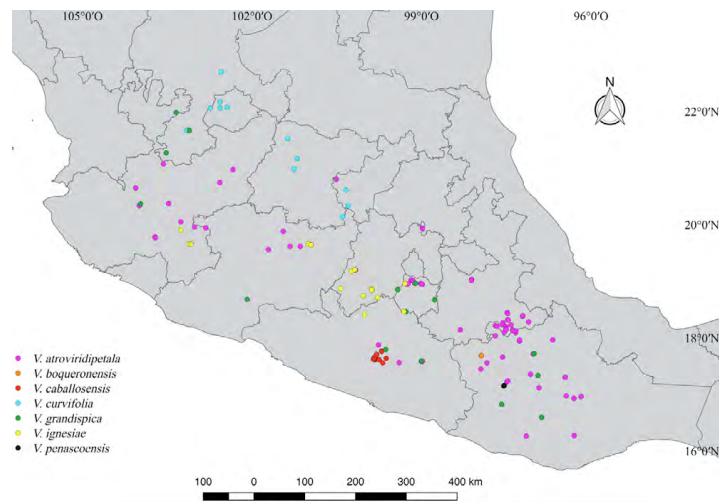 105°0'O 102°0'O 99°0'O 96°0'O
N
22°0'N
20°0'N
18°0'N
16°0'N
V. atroviridipetala
V. boqueronensis
V. caballosensis
V. curvifolia
V. grandispica
V. ignesiae
V. penascoensis
100 0 100 200 300 400 km